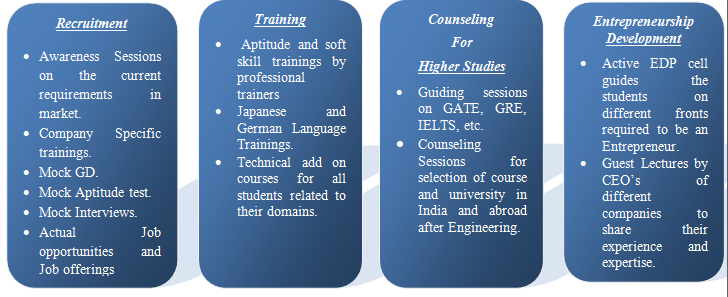 Recruitment
• Awareness Sessions
on the current
requirements in
market.
• Company Specific
trainings.
• Mock GD.
• Mock Aptitude test.
• Mock Interviews.
• Actual Job
opportunities and
Job offerings
Training
• Aptitude and soft
skill trainings by
professional
trainers
• Japanese and
German Language
Trainings.
• Technical add on
courses for all
students related to
their domains.
Counseling
For
Higher Studies
• Guiding sessions
on GATE, GRE,
IELTS, etc.
• Counseling
Sessions for
selection of course
and university in
India and abroad
after Engineering.
Entrepreneurship
Development
• Active EDP cell
guides the
students on
different fronts
required to be an
Entrepreneur.
• Guest Lectures by
CEO’s of
different
companies to
share their
experience and
expertise.